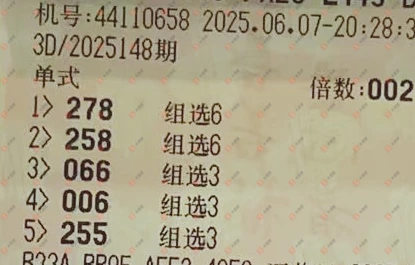 机号:44110658 2025.06.07-20:28:3
3D/2025148期
单式 倍数:002
1> 278 组选6
2> 258 组选6
3> 066 组选3
4> 006 组选3
5> 255 组选3